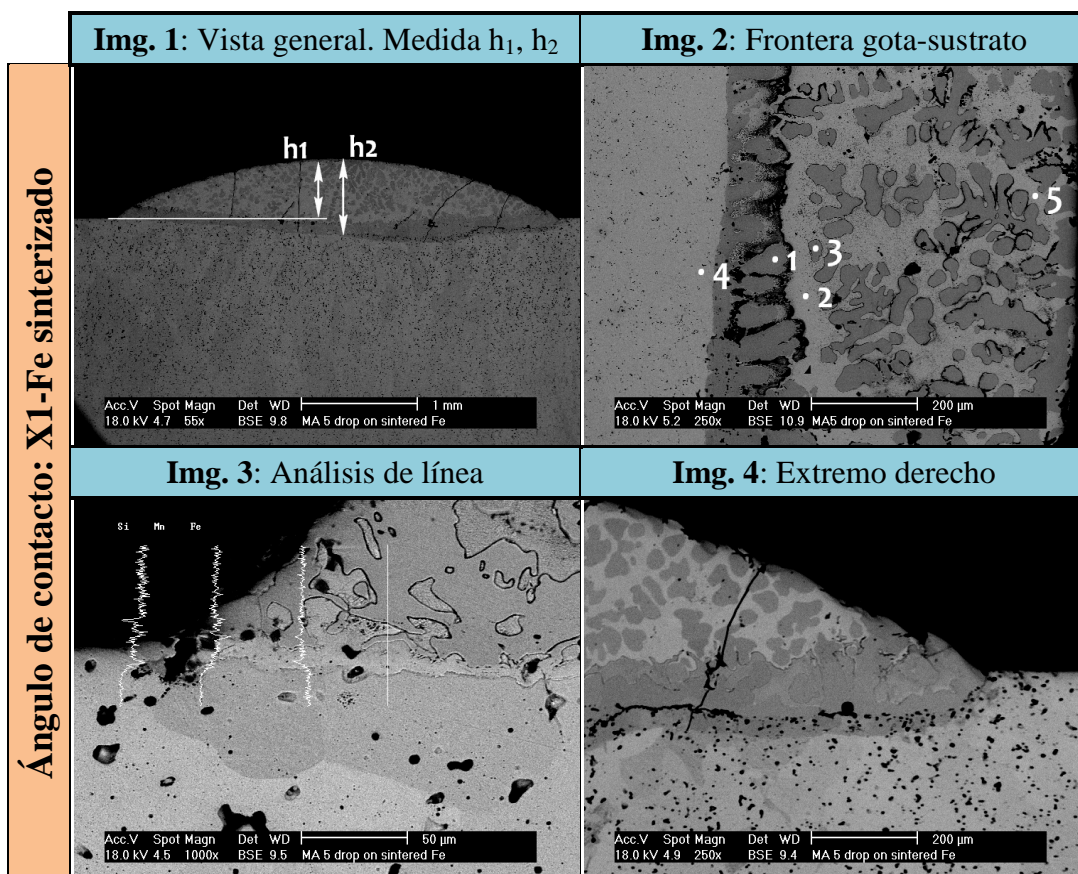 Ángulo de contacto: X1-Fe sinterizado
Img. 1: Vista general. Medida h1, h2
Img. 2: Frontera gota-sustrato
h1 h2
Acc.V Spot Magn Det WD 1 mm
18.0 kV 4.7 55x BSE 9.8 MA 5 drop on sintered Fe
5
3
1
4
2
Acc.V Spot Magn Det WD 200 µm
18.0 kV 5.2 250x BSE 10.9 MA 5 drop on sintered Fe
Img. 3: Análisis de línea
Img. 4: Extremo derecho
Si Mn Fe
Acc.V Spot Magn Det WD 50 µm
18.0 kV 4.5 1000x BSE 9.5 MA 5 drop on sintered Fe
Acc.V Spot Magn Det WD 200 µm
18.0 kV 4.9 250x BSE 9.4 MA 5 drop on sintered Fe